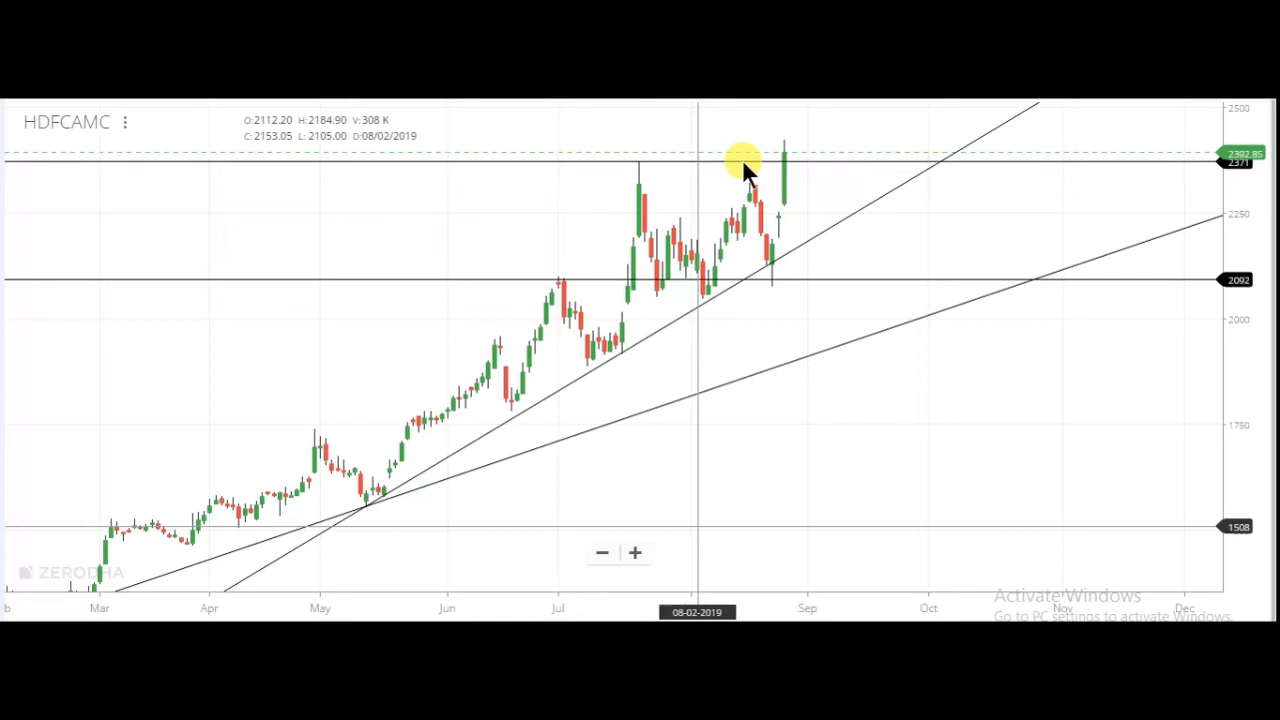 HDFCAMC
O:2112.20 H:2184.90 V:308 K
C:2153.05 L:2105.00 D:08/02/2019
2500
2392.85
2371
2250
2092
2000
1750
1508
ZERODHA
Mar Apr May Jun Jul 08-02-2019 Sep Oct Nov Dec
Activate Windows
Go to PC settings to activate Windows.